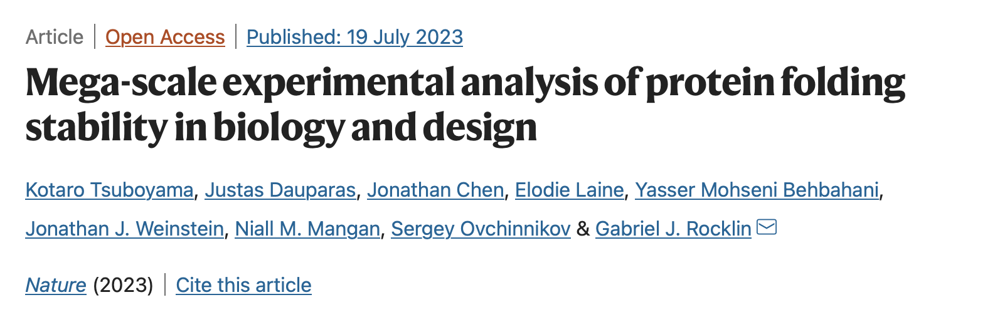 Article | Open Access | Published: 19 July 2023
Mega-scale experimental analysis of protein folding
stability in biology and design
Kotaro Tsuboyama, Justas Dauparas, Jonathan Chen, Elodie Laine, Yasser Mohseni Behbahani,
Jonathan J. Weinstein, Niall M. Mangan, Sergey Ovchinnikov & Gabriel J. Rocklin
Nature (2023) | Cite this article